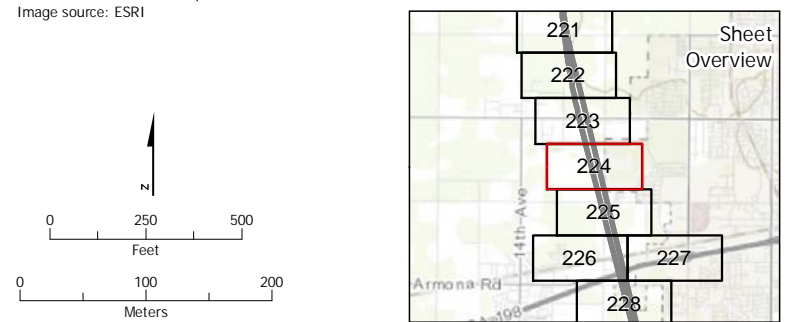 Image source: ESRI
N
0 250 500
Feet
0 100 200
Meters
Sheet
Overview
221
222
223
224
225
226 227
228
14th-Ave
Armona Rd